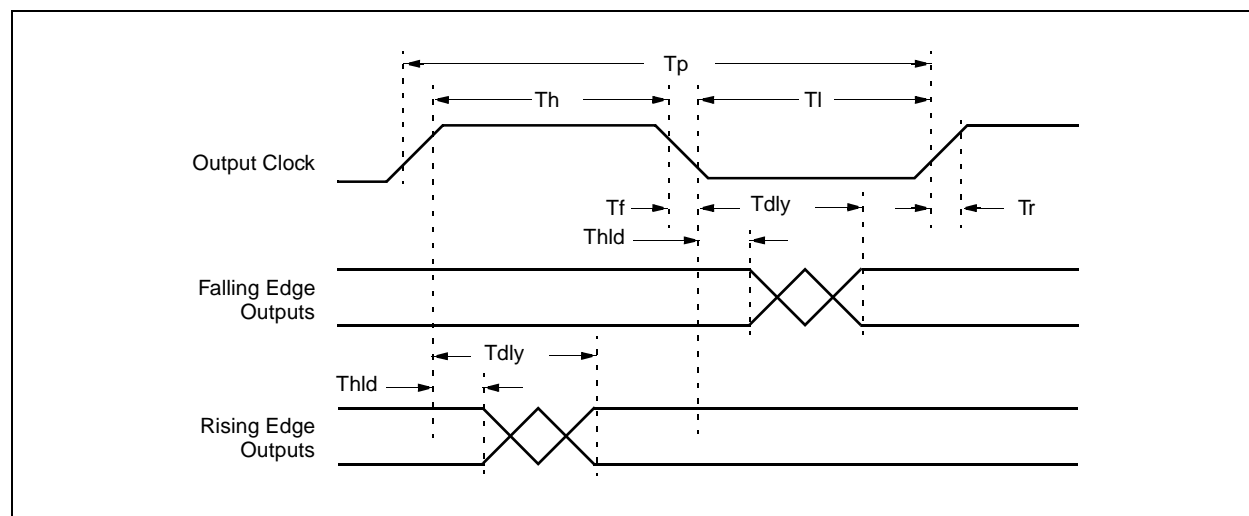 Tp
Th
Tl
Output Clock
Tf
Tdly
Tr
Thld
Falling Edge
Outputs
Tdly
Thld
Rising Edge
Outputs